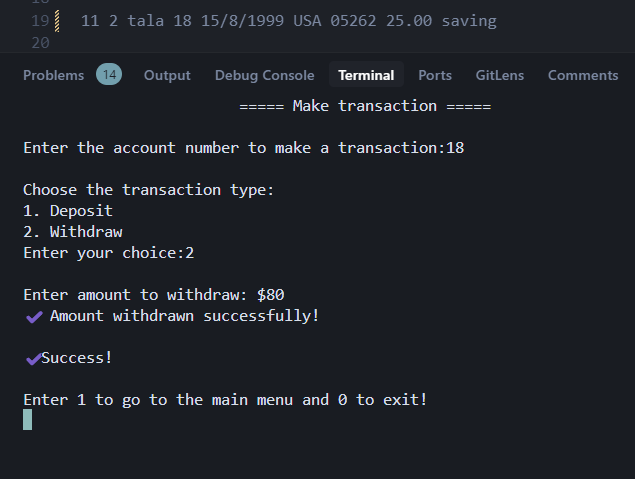 19 11 2 tala 18 15/8/1999 USA 05262 25.00 saving
20
Problems 14 Output Debug Console Terminal Ports GitLens Comments
===== Make transaction =====
Enter the account number to make a transaction:18
Choose the transaction type:
1. Deposit
2. Withdraw
Enter your choice:2
Enter amount to withdraw: $80
✔ Amount withdrawn successfully!
✔Success!
Enter 1 to go to the main menu and 0 to exit!